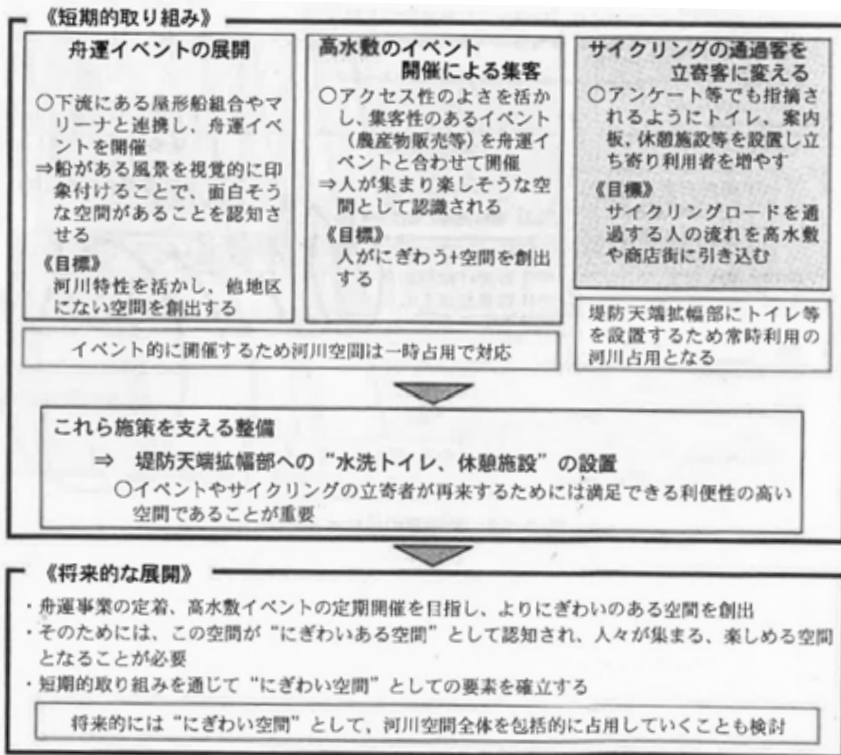 《短期的取り組み》
舟運イベントの展開
○下流にある屋形船組合やマ
リーナと連携し、舟運イベ
ントを開催
⇒船がある風景を視覚的に印
象付けることで、面白そう
な空間があることを認知さ
せる
《目標》
河川特性を活かし、他地区
にない空間を創出する
高水敷のイベント
開催による集客
○アクセス性のよさを活か
し、集客性のあるイベント
（農産物販売等）を舟運イ
ベントと合わせて開催
⇒人が集まり楽しそうな空
間として認識される
《目標》
人がにぎわう+空間を創出
する
サイクリングの通過客を
立寄客に変える
○アンケート等でも指摘さ
れるようにトイレ、案内
板、休憩施設等を設置し立
ち寄り利用者を増やす
《目標》
サイクリングロードを通
過する人の流れを高水敷
や商店街に引き込む
イベント的に開催するため河川空間は一時占用で対応
堤防天端拡幅部にトイレ等
を設置するため常時利用の
河川占用となる
これら施策を支える整備
⇒ 堤防天端拡幅部への“水洗トイレ、休憩施設”の設置
○イベントやサイクリングの立寄者が再来するためには満足できる利便性の高い
空間であることが重要
《将来的な展開》
・舟運事業の定着、高水敷イベントの定期開催を目指し、よりにぎわいのある空間を創出
・そのためには、この空間が“にぎわいある空間”として認知され、人々が集まる、楽しめる空間
となることが必要
・短期的取り組みを通じて“にぎわい空間”としての要素を確立する
将来的には“にぎわい空間”として、河川空間全体を包括的に占用していくことも検討